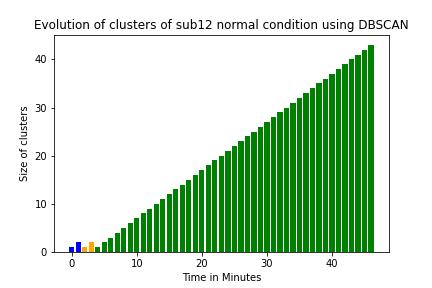 Evolution of clusters of sub12 normal condition using DBSCAN
40
30
20
10
0
Size of clusters
0 10 20 30 40
Time in Minutes